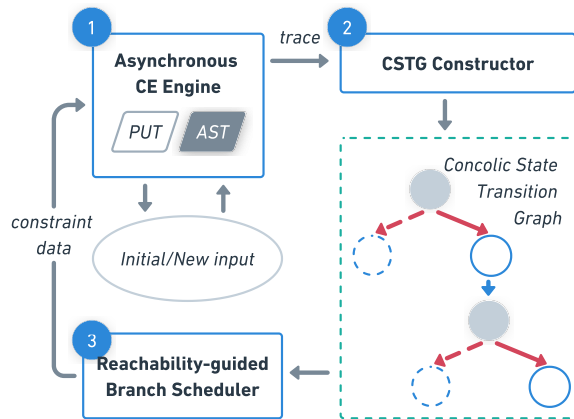 1
Asynchronous
CE Engine
PUT
AST
trace
2
CSTG Constructor
Concolic State
Transition
Graph
Initial/New input
constraint
data
3
Reachability-guided
Branch Scheduler